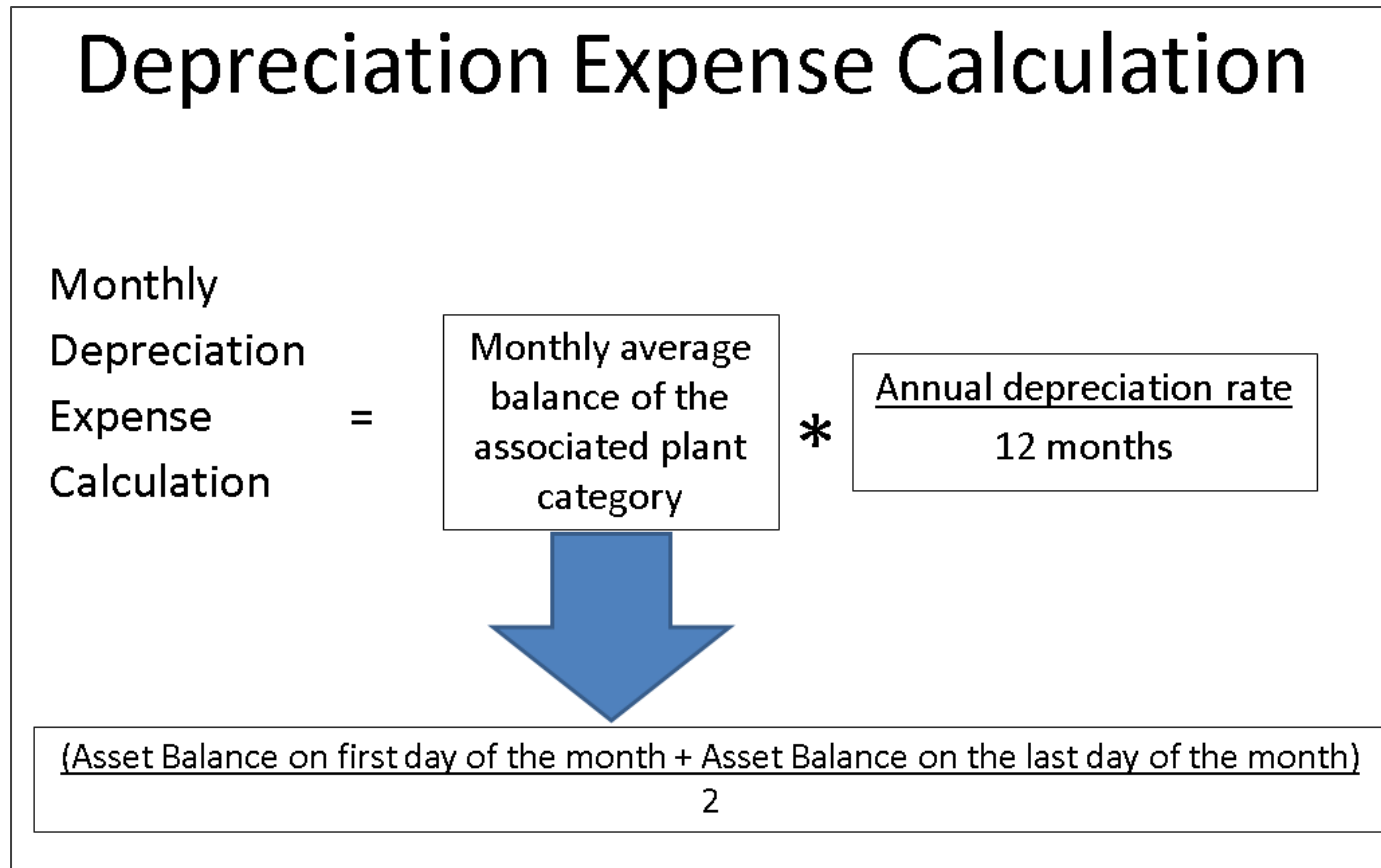 Depreciation Expense Calculation
Monthly
Depreciation
Expense
Calculation
=
Monthly average
balance of the
associated plant
category
*
Annual depreciation rate
12 months
(Asset Balance on first day of the month + Asset Balance on the last day of the month)
2